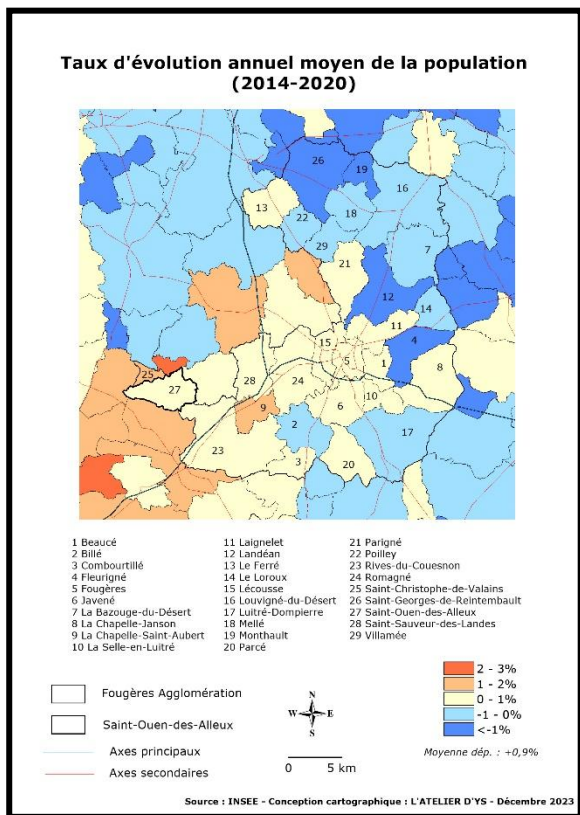 Taux d'évolution annuel moyen de la population
(2014-2020)
26
19
16
13
22
18
29
7
21
12
14
11
15
4
5
1
8
25
27
28
24
10
9
6
2
17
23
3
20
1 Beaucé
2 Billé
3 Combourtillé
4 Fleurigné
5 Fougères
6 Javené
7 La Bazouge-du-Désert
8 La Chapelle-Janson
9 La Chapelle-Saint-Aubert
10 La Selle-en-Luitré
11 Laignelet
12 Landéan
13 Le Ferré
14 Le Loroux
15 Lécousse
16 Louvigné-du-Désert
17 Luitré-Dompierre
18 Mellé
19 Monthault
20 Parcé
21 Parigné
22 Poilley
23 Rives-du-Couesnon
24 Romagné
25 Saint-Christophe-de-Valains
26 Saint-Georges-de-Reintembault
27 Saint-Ouen-des-Alleux
28 Saint-Sauveur-des-Landes
29 Villamée
Fougères Agglomération
Saint-Ouen-des-Alleux
Axes principaux
Axes secondaires
N
W E
S
0 5 km
2 - 3%
1 - 2%
0 - 1%
-1 - 0%
<-1%
Moyenne dép. : +0,9%
Source : INSEE - Conception cartographique : L'ATELIER D'YS - Décembre 2023